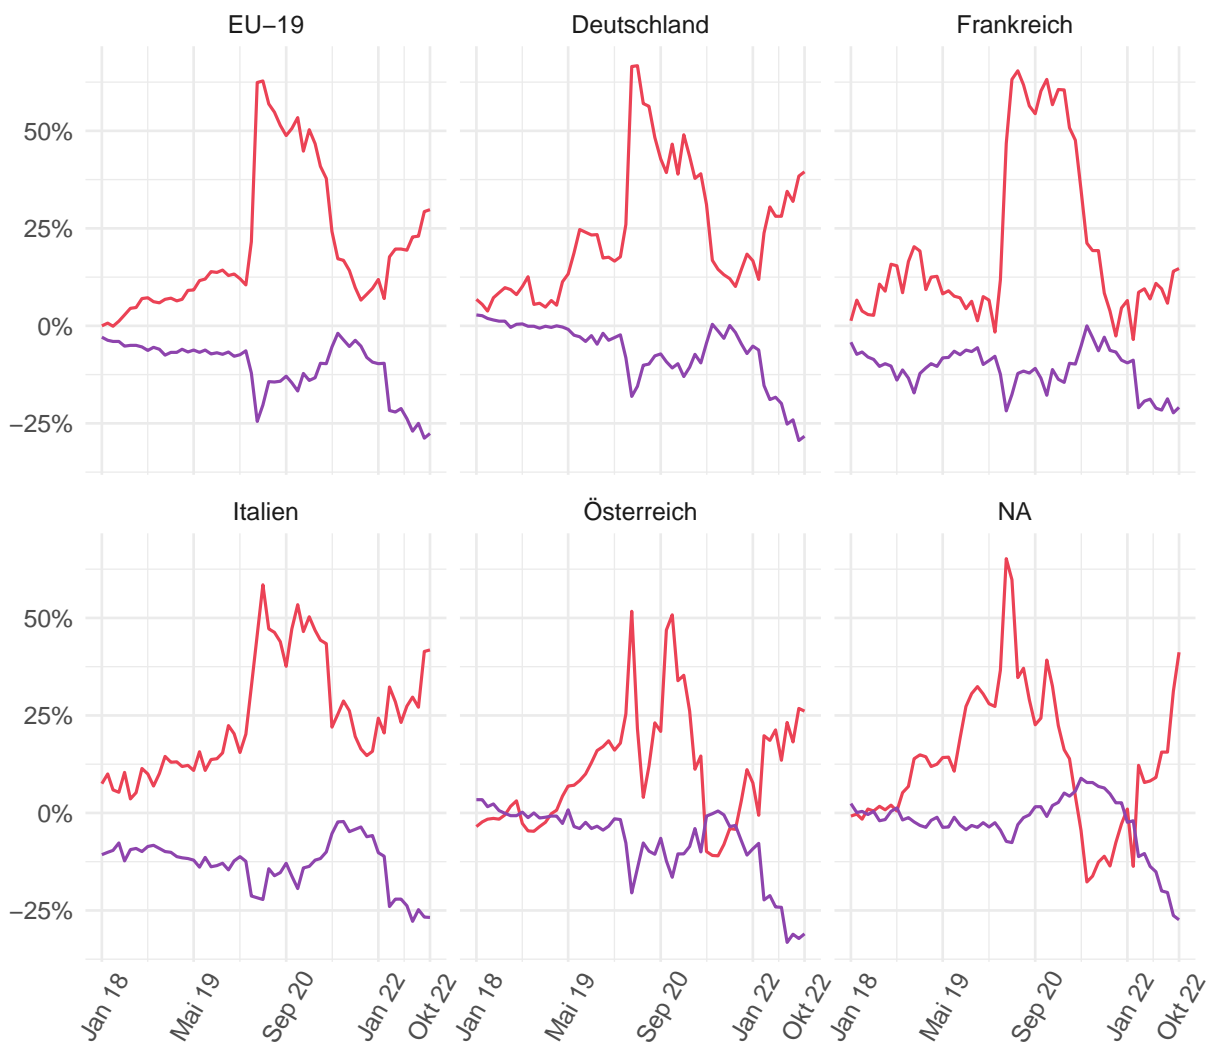 EU−19 Deutschland Frankreich
50%
25%
0%
−25%
Italien Österreich NA
50%
25%
0%
−25%
Jan 18 Mai 19 Sep 20 Jan 22 Okt 22 Jan 18 Mai 19 Sep 20 Jan 22 Okt 22 Jan 18 Mai 19 Sep 20 Jan 22 Okt 22